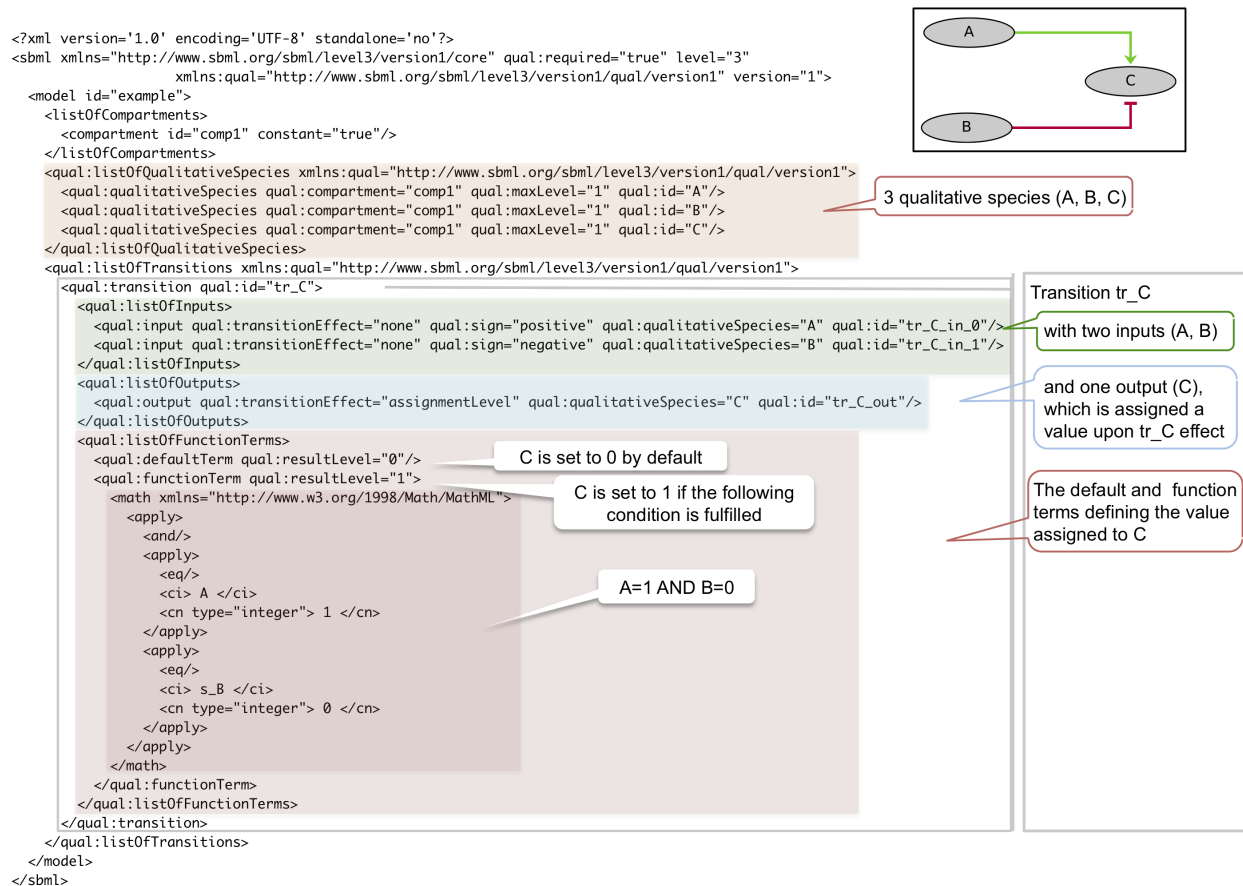 <?xml version='1.0' encoding='UTF-8' standalone='no'?>
<sbml xmlns="http://www.sbml.org/sbml/level3/version1/core" qual:required="true" level="3"
xmlns:qual="http://www.sbml.org/sbml/level3/version1/qual/version1" version="1">
<model id="example">
<listOfCompartments>
<compartment id="comp1" constant="true"/>
</listOfCompartments>
<qual:listOfQualitativeSpecies xmlns:qual="http://www.sbml.org/sbml/level3/version1/qual/version1">
<qual:qualitativeSpecies qual:compartment="comp1" qual:maxLevel="1" qual:id="A"/>
<qual:qualitativeSpecies qual:compartment="comp1" qual:maxLevel="1" qual:id="B"/>
<qual:qualitativeSpecies qual:compartment="comp1" qual:maxLevel="1" qual:id="C"/>
</qual:listOfQualitativeSpecies>
<qual:listOfTransitions xmlns:qual="http://www.sbml.org/sbml/level3/version1/qual/version1">
<qual:transition qual:id="tr_C">
<qual:listOfInputs>
<qual:input qual:transitionEffect="none" qual:sign="positive" qual:qualitativeSpecies="A" qual:id="tr_C_in_0"/>
<qual:input qual:transitionEffect="none" qual:sign="negative" qual:qualitativeSpecies="B" qual:id="tr_C_in_1"/>
</qual:listOfInputs>
<qual:listOfOutputs>
<qual:output qual:transitionEffect="assignmentLevel" qual:qualitativeSpecies="C" qual:id="tr_C_out"/>
</qual:listOfOutputs>
<qual:listOfFunctionTerms>
<qual:defaultTerm qual:resultLevel="0"/>
<qual:functionTerm qual:resultLevel="1">
<math xmlns="http://www.w3.org/1998/Math/MathML">
<apply>
<and/>
<apply>
<eq/>
<ci> A </ci>
<cn type="integer"> 1 </cn>
</apply>
<apply>
<eq/>
<ci> s_B </ci>
<cn type="integer"> 0 </cn>
</apply>
</apply>
</math>
</qual:functionTerm>
</qual:listOfFunctionTerms>
</qual:transition>
</qual:listOfTransitions>
</model>
</sbml>
A
C
B
3 qualitative species (A, B, C)
Transition tr_C
with two inputs (A, B)
and one output (C),
which is assigned a
value upon tr_C effect
C is set to 0 by default
C is set to 1 if the following
condition is fulfilled
The default and function
terms defining the value
assigned to C
A=1 AND B=0